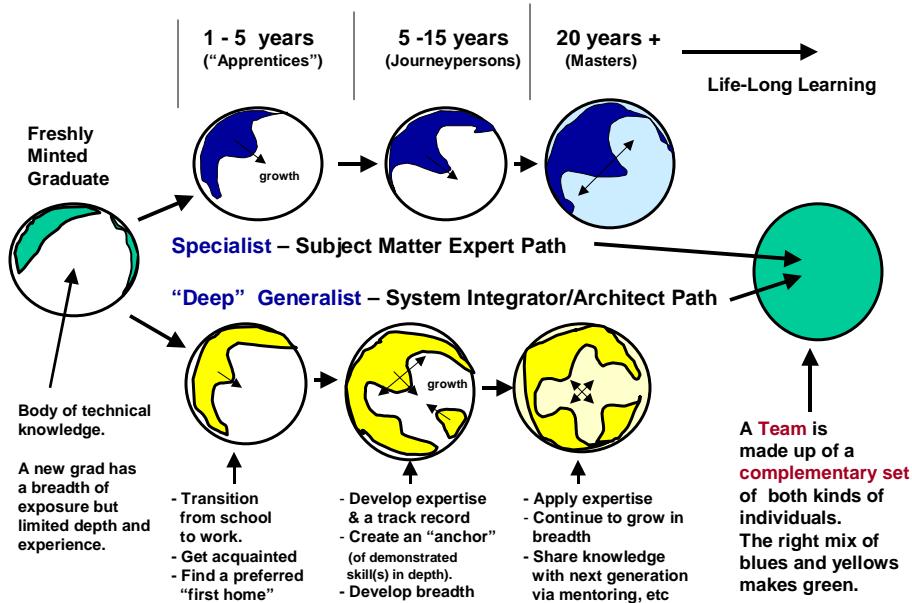 1 - 5 years
(“Apprentices”)
5 -15 years
(Journeypersons)
20 years +
(Masters)
Life-Long Learning
Freshly
Minted
Graduate
growth
Specialist – Subject Matter Expert Path
“Deep” Generalist – System Integrator/Architect Path
growth
Body of technical
knowledge.
A new grad has
a breadth of
exposure but
limited depth and
experience.
- Transition
from school
to work.
- Get acquainted
- Find a preferred
“first home”
- Develop expertise
& a track record
- Create an “anchor”
(of demonstrated
skill(s) in depth).
- Develop breadth
- Apply expertise
- Continue to grow in
breadth
- Share knowledge
with next generation
via mentoring, etc
A Team is
made up of a
complementary set
of both kinds of
individuals.
The right mix of
blues and yellows
makes green.